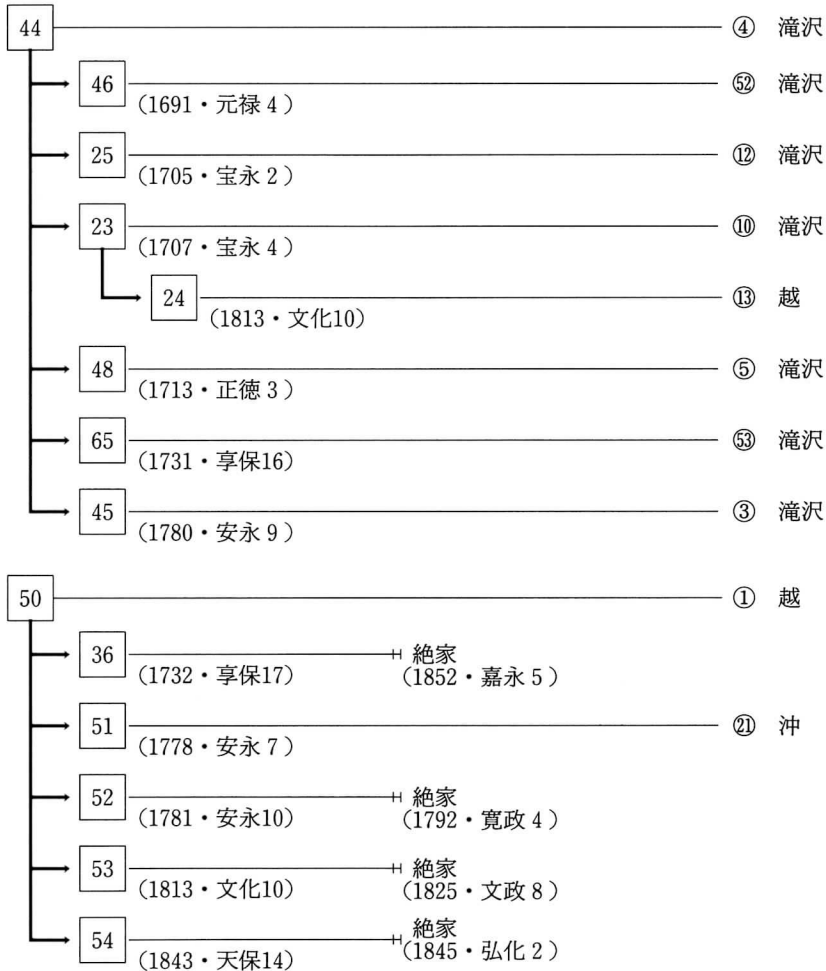 44 ④ 滝沢
46 ㊾ 滝沢
(1691・元禄4)
25 ⑫ 滝沢
(1705・宝永2)
23 ⑩ 滝沢
(1707・宝永4)
24 ⑬ 越
(1813・文化10)
48 ⑤ 滝沢
(1713・正徳3)
65 53 滝沢
(1731・享保16)
45 ③ 滝沢
(1780・安永9)
50 ① 越
36 絶家
(1732・享保17) (1852・嘉永5)
51 ㉑ 沖
(1778・安永7)
52 絶家
(1781・安永10) (1792・寛政4)
53 絶家
(1813・文化10) (1825・文政8)
54 絶家
(1843・天保14) (1845・弘化2)